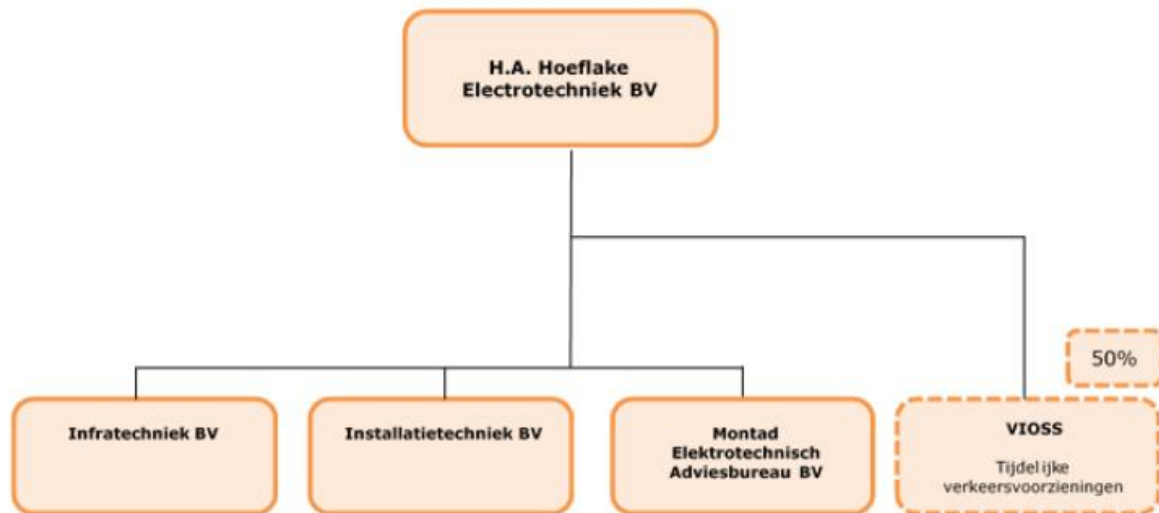 H.A. Hoeflake
Electrotechniek BV
50%
Infratechniek BV
Installatietechniek BV
Montad
Elektrotechnisch
Adviesbureau BV
VIOSS
Tijdelijke
verkeersvoorzieningen